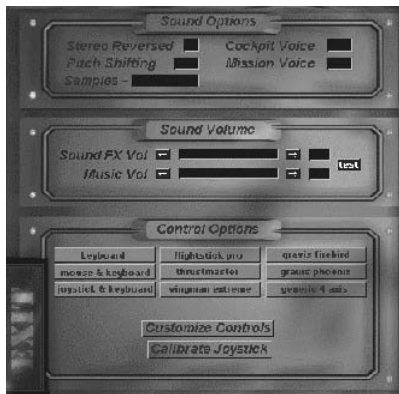 Sound Options
Stereo Reversed Cockpit Voice
Pitch Shifting Mission Voice
Samples -
Sound Volume
Sound FX Vol
test
Music Vol
Control Options
keyboard flightstick pro gravis firebird
mouse & keyboard thrustmaster gravis phoenix
joystick & keyboard wingman extreme generic 4 axis
Customize Controls
Calibrate Joystick
EXIT